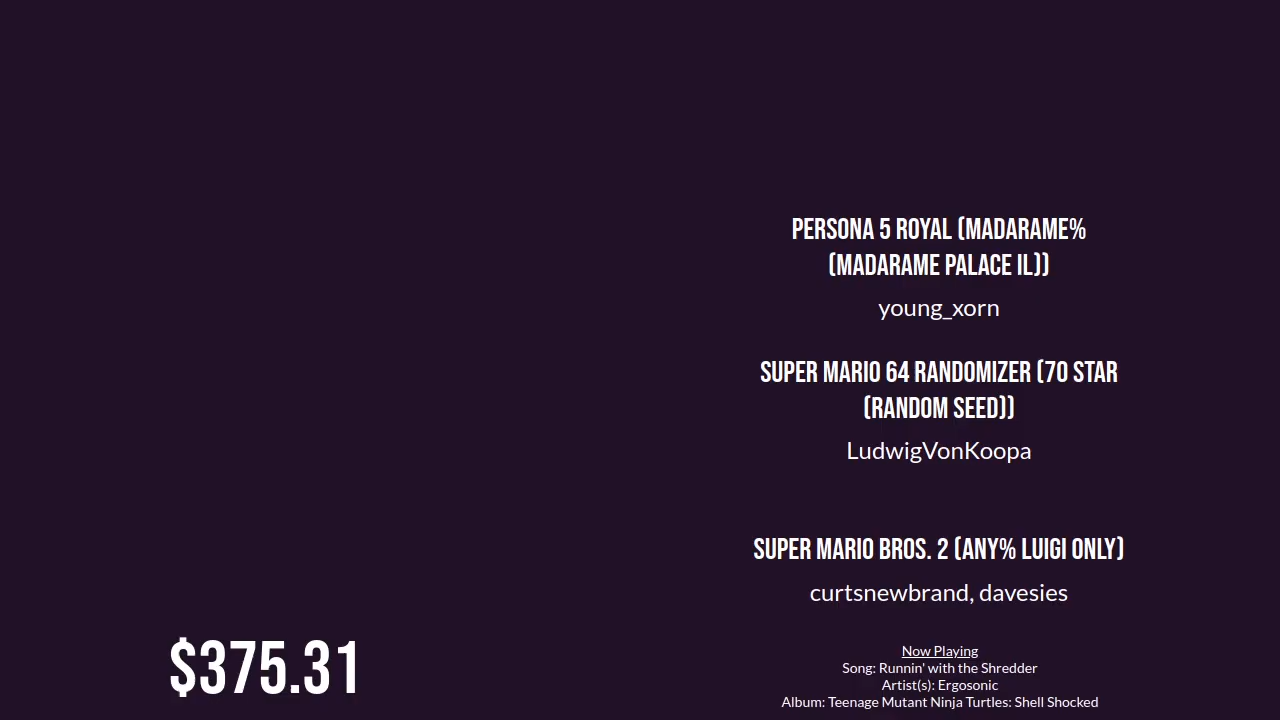 PERSONA 5 ROYAL (MADARAME%
(MADARAME PALACE IL))
young_xorn
SUPER MARIO 64 RANDOMIZER (70 STAR
(RANDOM SEED))
LudwigVonKoopa
SUPER MARIO BROS. 2 (ANY% LUIGI ONLY)
curtsnewbrand, davesies
$375.31
Now Playing
Song: Runnin' with the Shredder
Artist(s): Ergosonic
Album: Teenage Mutant Ninja Turtles: Shell Shocked